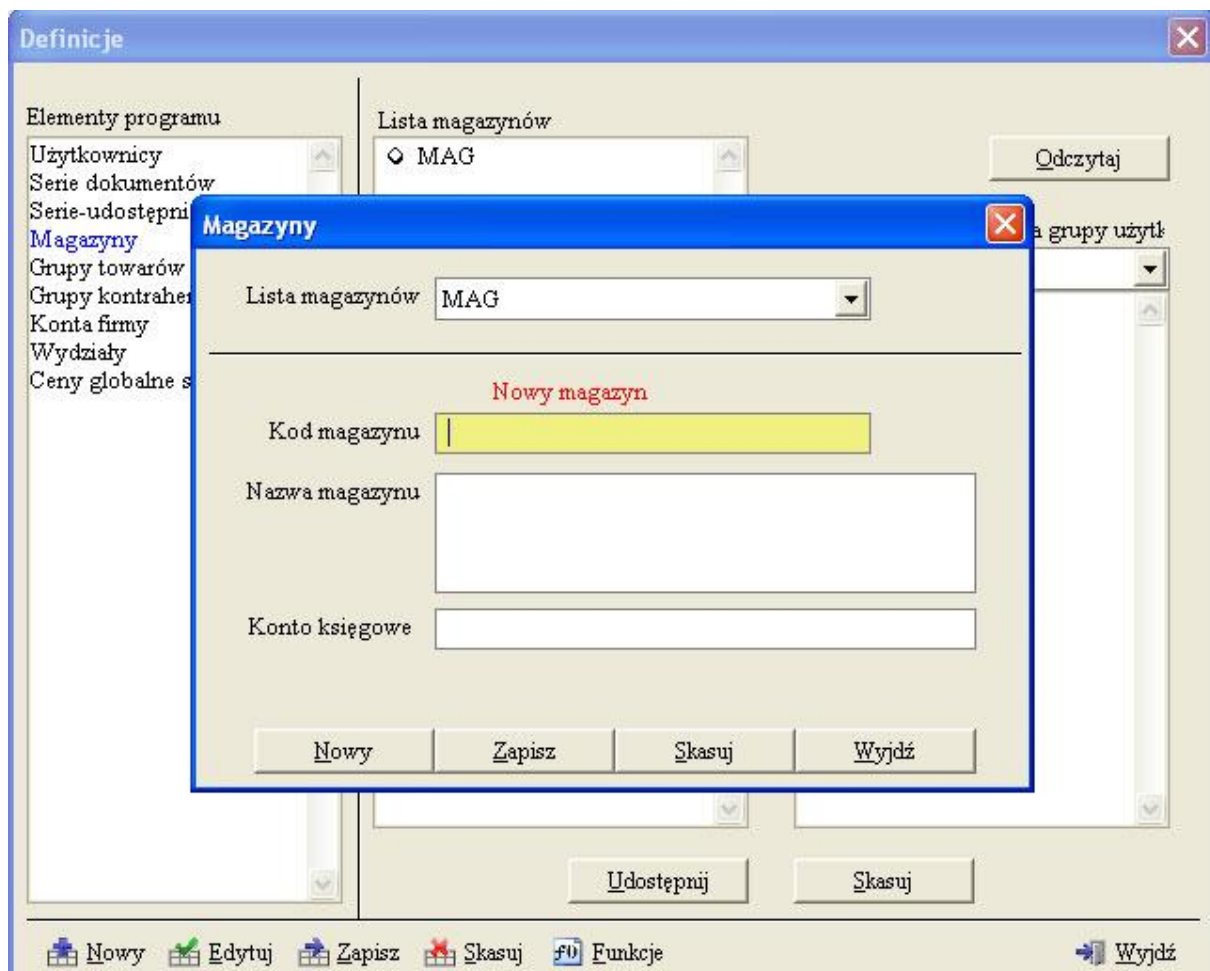 Definicje
Elementy programu
Użytkownicy
Serie dokumentów
Serie-udostępni
Magazyny
Grupy towarów
Grupy kontrahe
Konta firmy
Wydziały
Ceny globalne s
Lista magazynów
MAG
Odczytaj
a grupy użytk
Magazyny
Lista magazynów MAG
Nowy magazyn
Kod magazynu
Nazwa magazynu
Konto księgowe
Nowy Zapisz Skasuj Wyjdź
Udostępnij Skasuj
Nowy Edytuj Zapisz Skasuj f() Funkcje Wyjdź